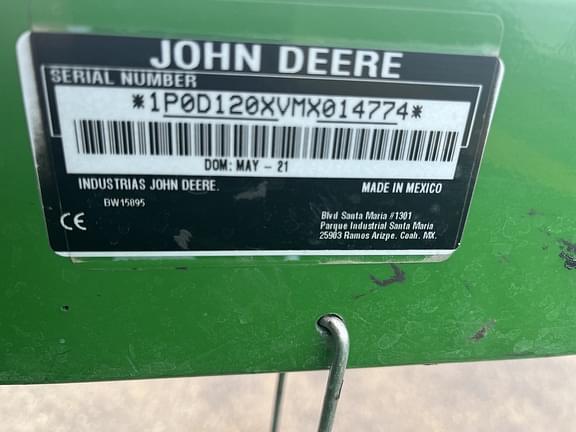 JOHN DEERE
SERIAL NUMBER
*1P0D120XVMX014774*
DOM: MAY - 21
INDUSTRIAS JOHN DEERE. MADE IN MEXICO
BW15895
CE
Blvd Santa Maria #1301
Parque Industrial Santa Maria
25903 Ramos Arizpe. Coah. MX.